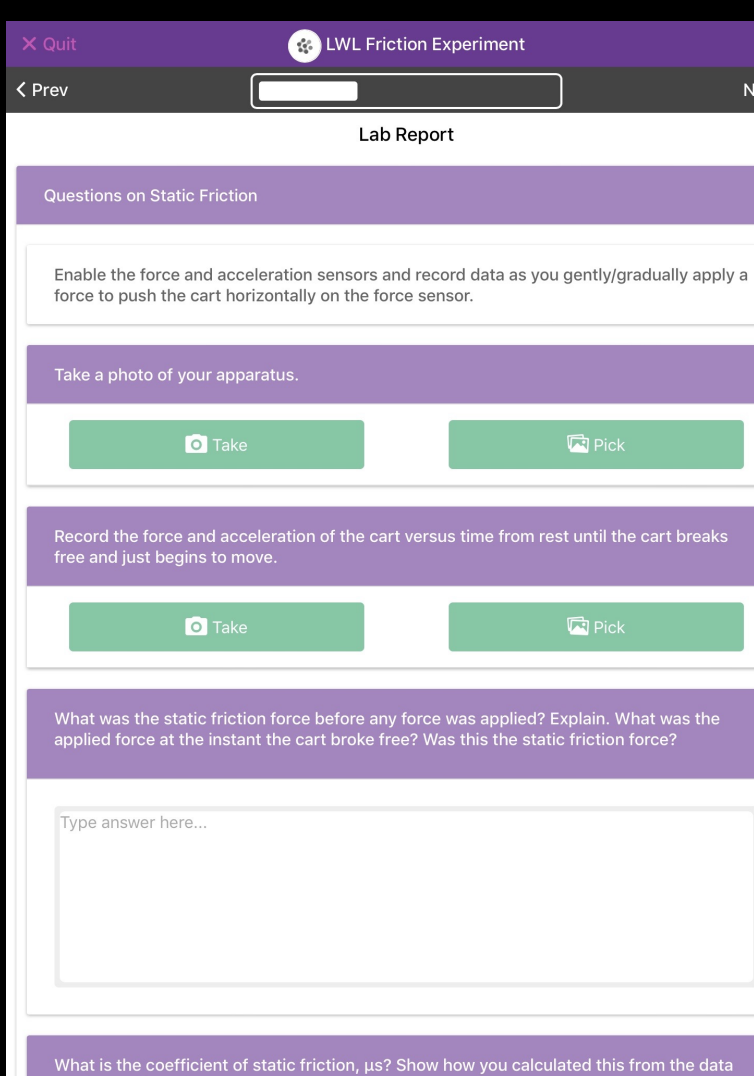 Quit
LWL Friction Experiment
Prev
Lab Report
Questions on Static Friction
Enable the force and acceleration sensors and record data as you gently/gradually apply a
force to push the cart horizontally on the force sensor.
Take a photo of your apparatus.
Take
Pick
Record the force and acceleration of the cart versus time from rest until the cart breaks
free and just begins to move.
Take
Pick
What was the static friction force before any force was applied? Explain. What was the
applied force at the instant the cart broke free? Was this the static friction force?
Type answer here...
What is the coefficient of static friction, μs? Show how you calculated this from the data